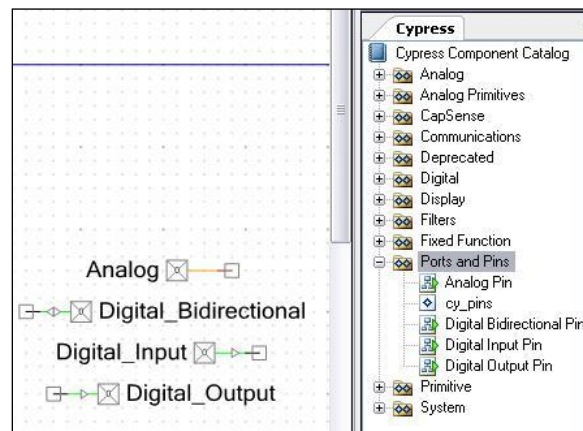 Analog
Digital_Bidirectional
Digital_Input
Digital_Output
Cypress
Cypress Component Catalog
Analog
Analog Primitives
CapSense
Communications
Deprecated
Digital
Display
Filters
Fixed Function
Ports and Pins
Analog Pin
cy_pins
Digital Bidirectional Pin
Digital Input Pin
Digital Output Pin
Primitive
System